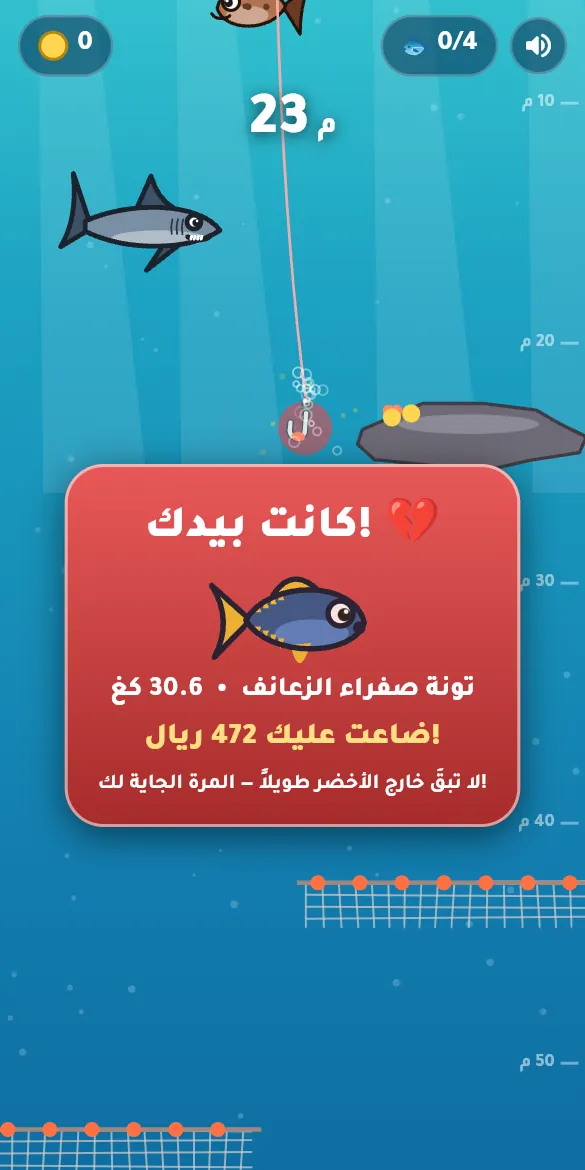 0
0/4
10 م
23 م
20 م
💔 كانت بيدك!
30 م
تونة صفراء الزعانف • 30.6 كغ
ضاعت عليك 472 ريال!
لا تبقَ خارج الأخضر طويلاً – المرة الجاية لك!
40 م
50 م